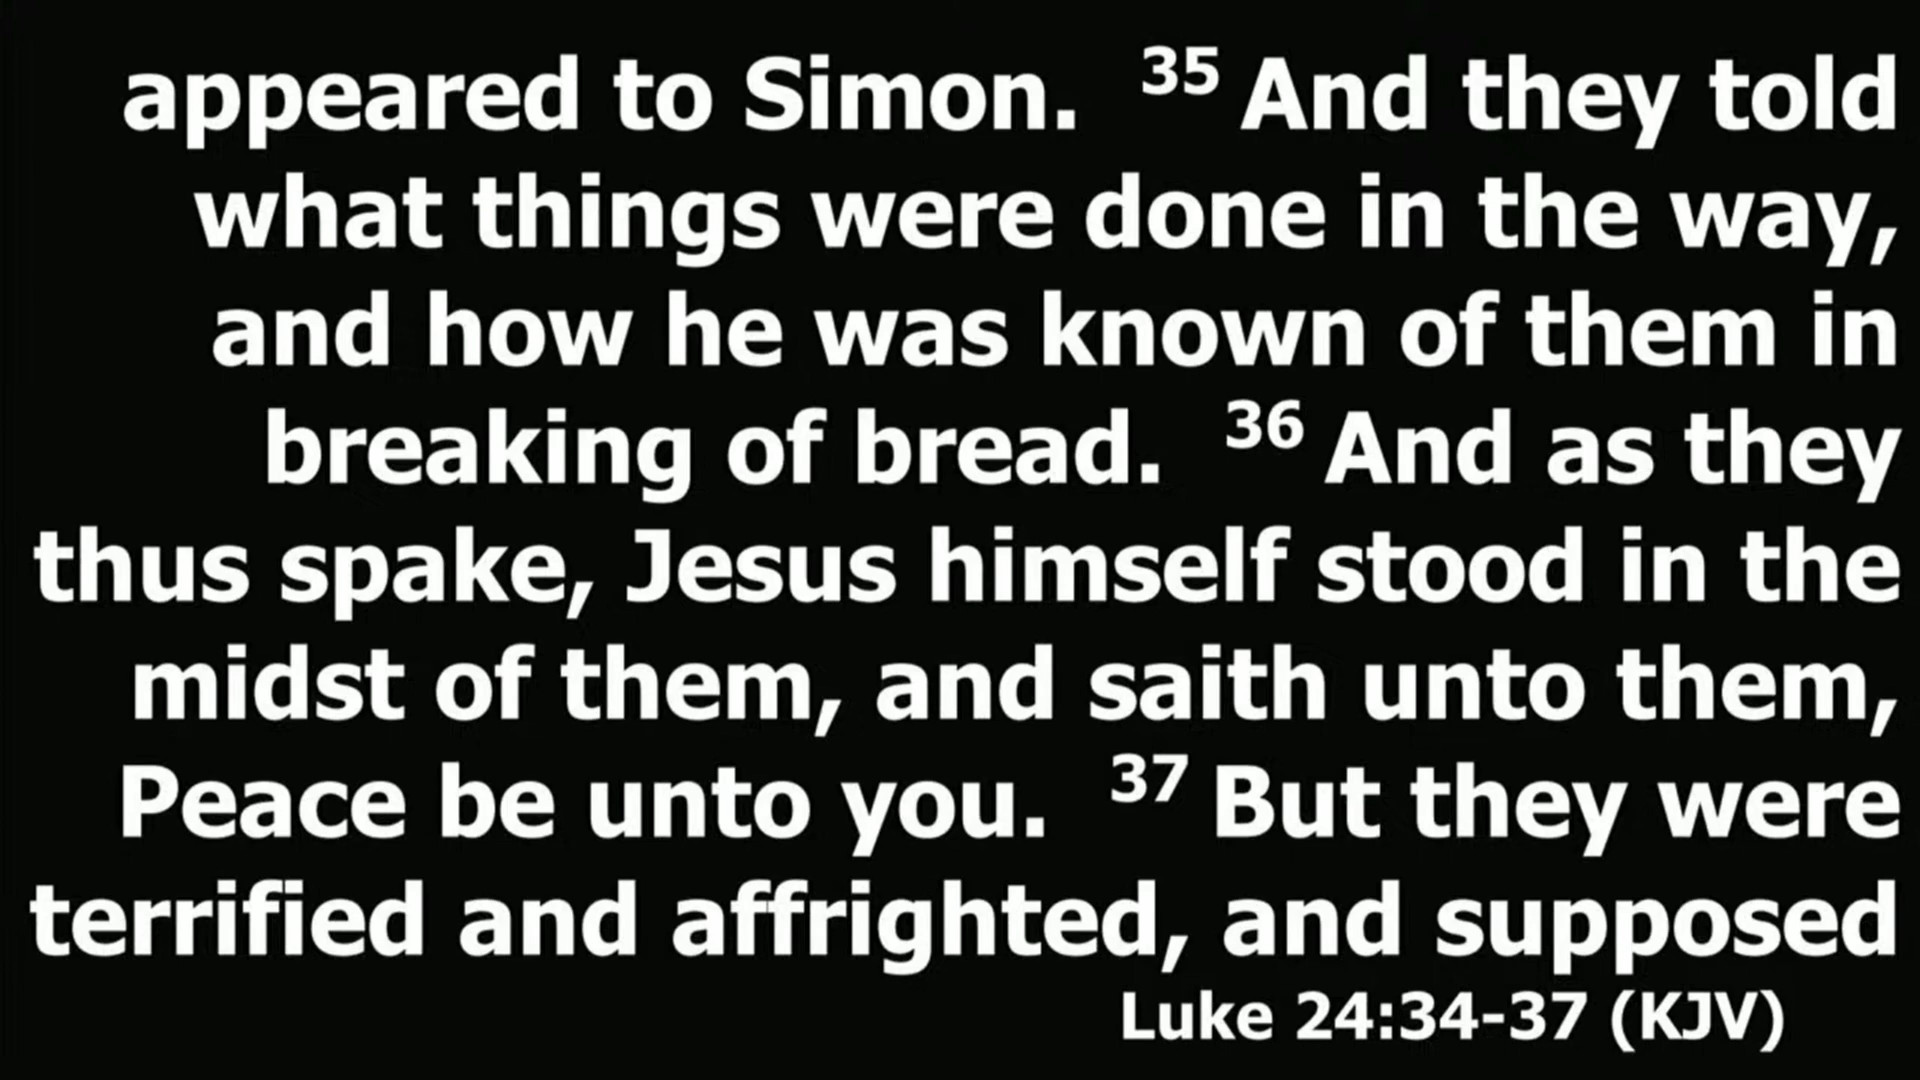 appeared to Simon. 35 And they told
what things were done in the way,
and how he was known of them in
breaking of bread. 36 And as they
thus spake, Jesus himself stood in the
midst of them, and saith unto them,
Peace be unto you. 37 But they were
terrified and affrighted, and supposed
Luke 24:34-37 (KJV)